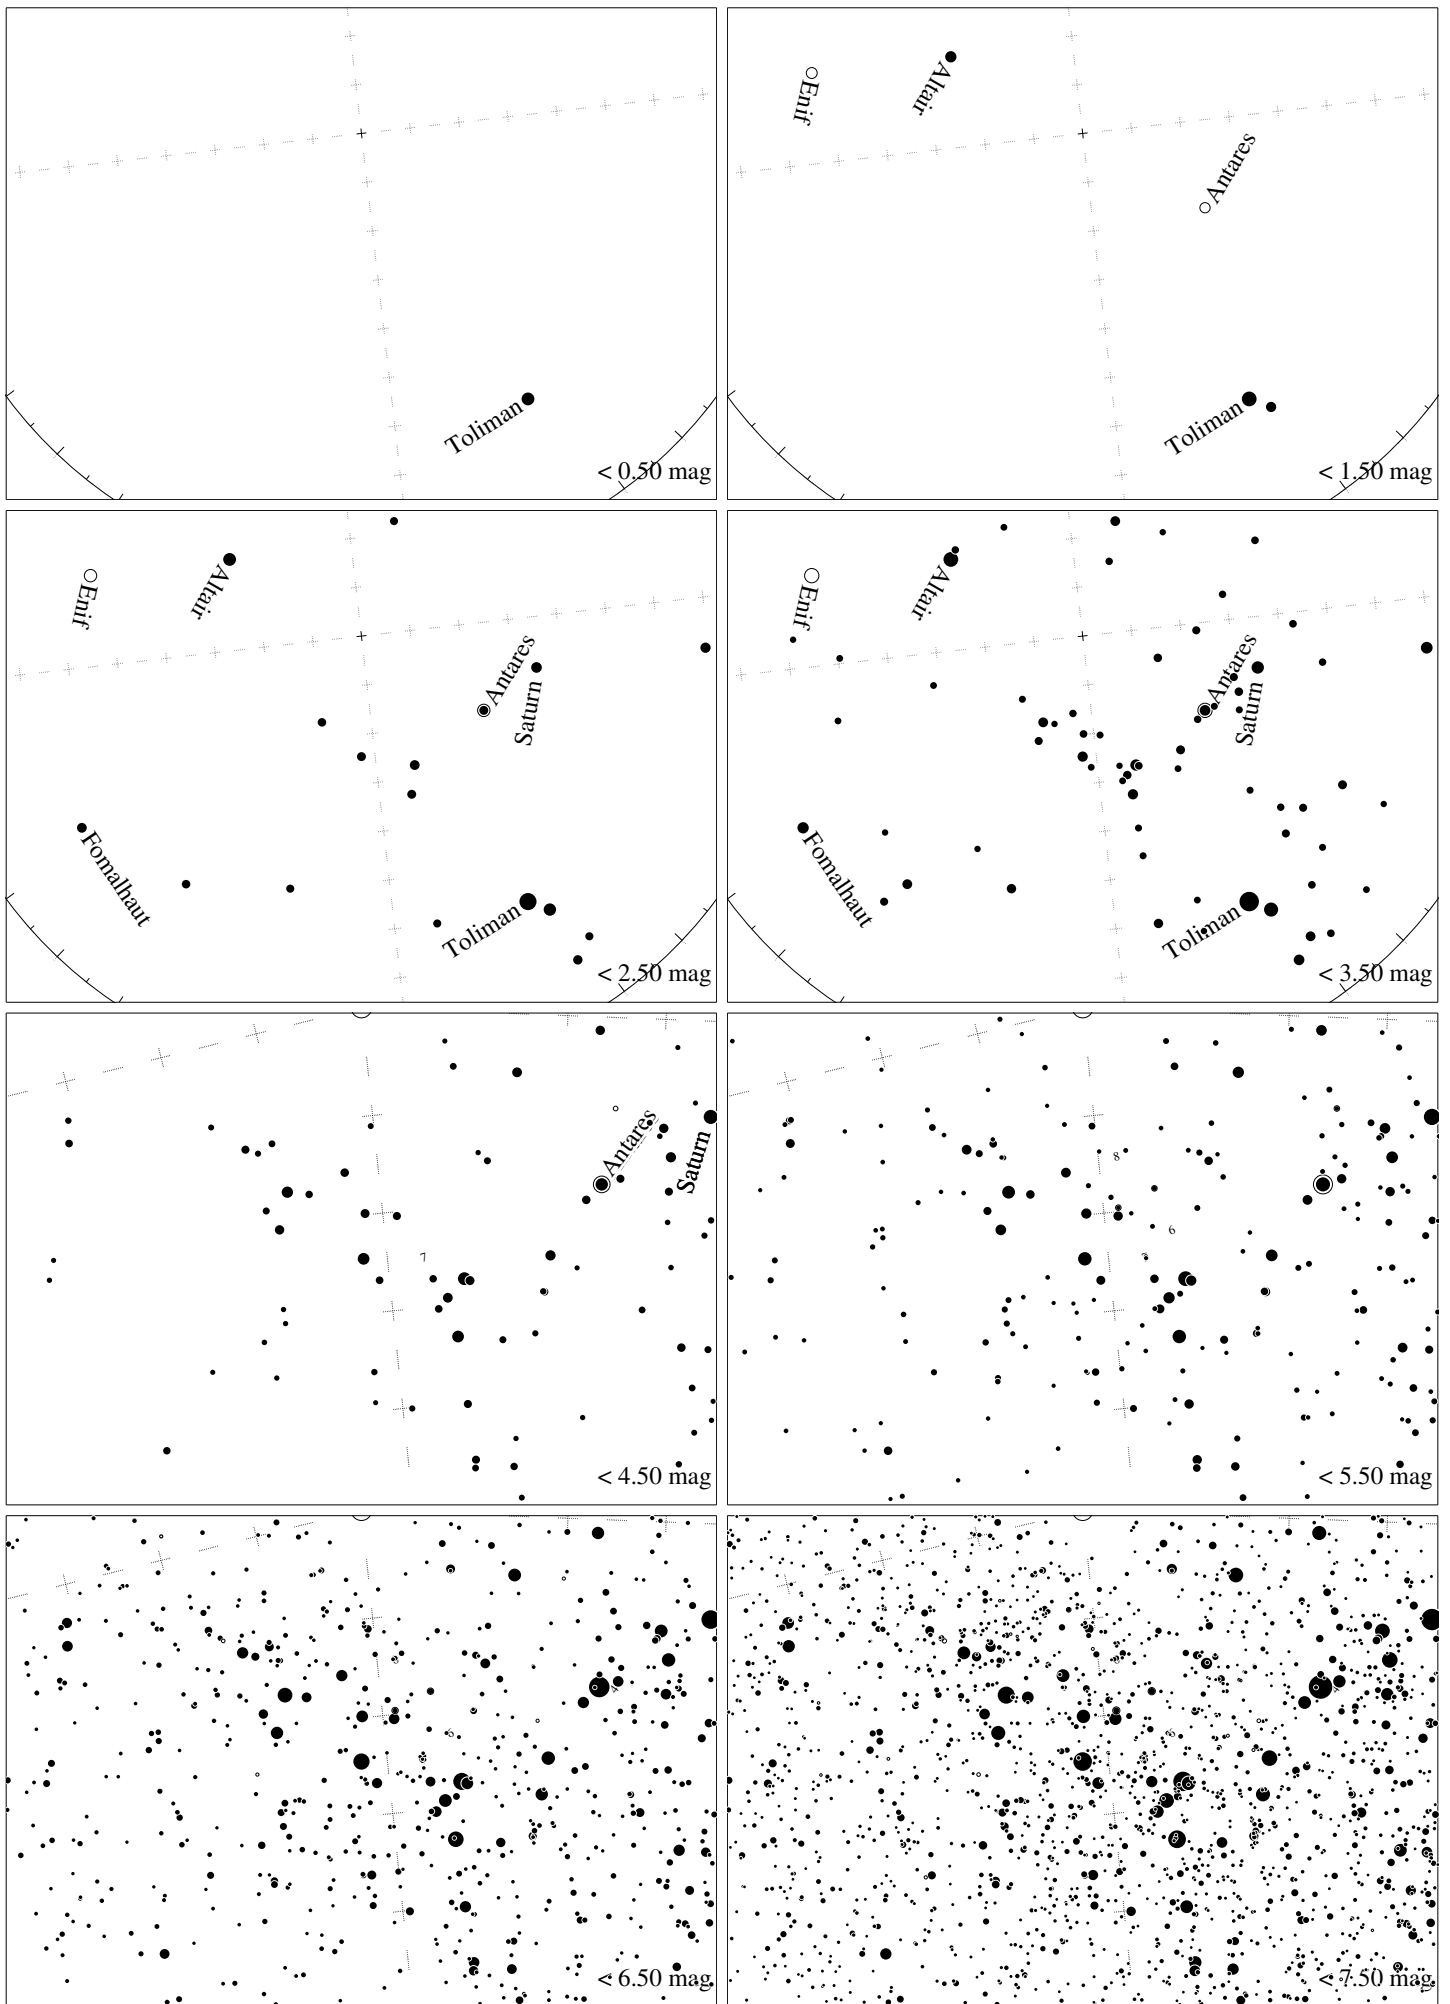 Toliman
< 0.50 mag
Enif
Altair
Antares
Toliman
< 1.50 mag
Enif
Altair
Antares
Saturn
Fomalhaut
Toliman
< 2.50 mag
Enif
Altair
Antares
Saturn
Fomalhaut
Toliman
< 3.50 mag
Antares
Saturn
7
< 4.50 mag
8
6
< 5.50 mag
6
< 6.50 mag
6
< 7.50 mag